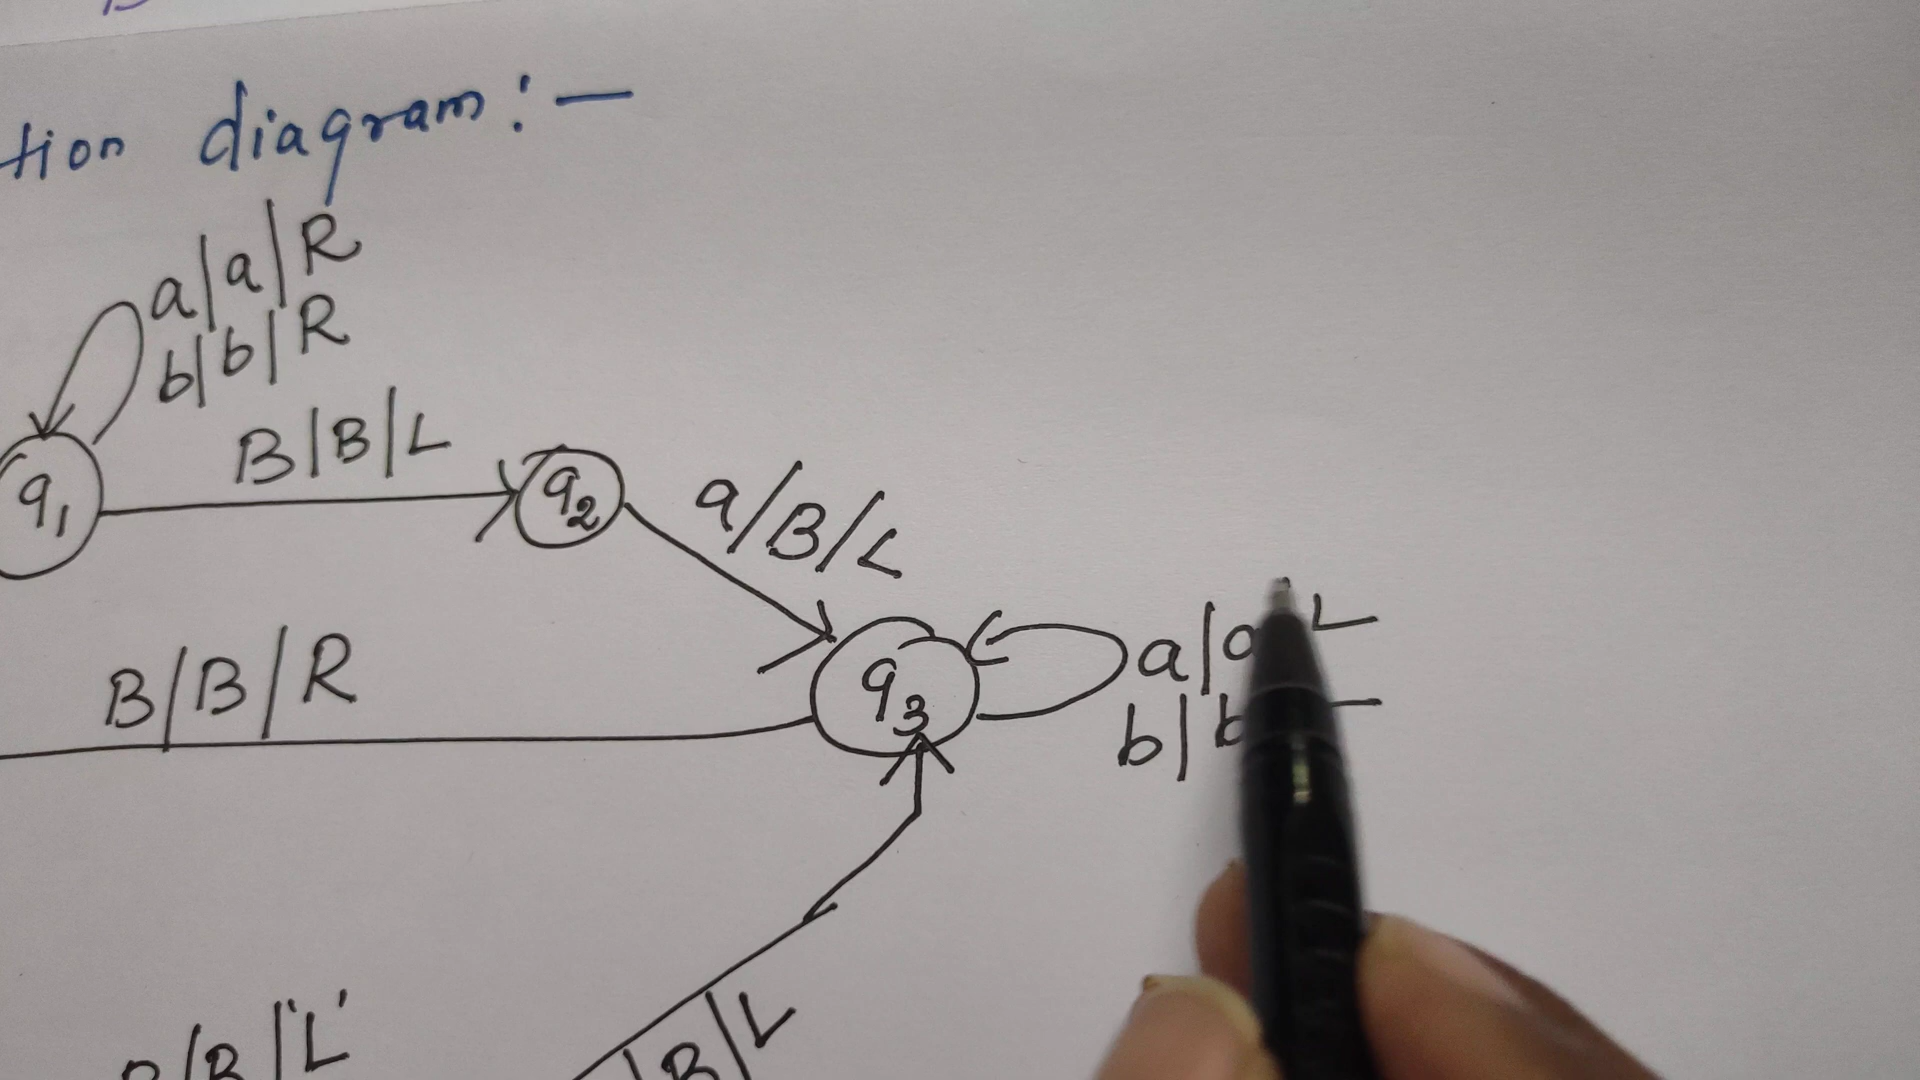 tion diagram:-
a|a|R
b|b|R
B|B|L
q1
q2
a/B/L
B/B/R
q3
a|a L
b|b
B/L